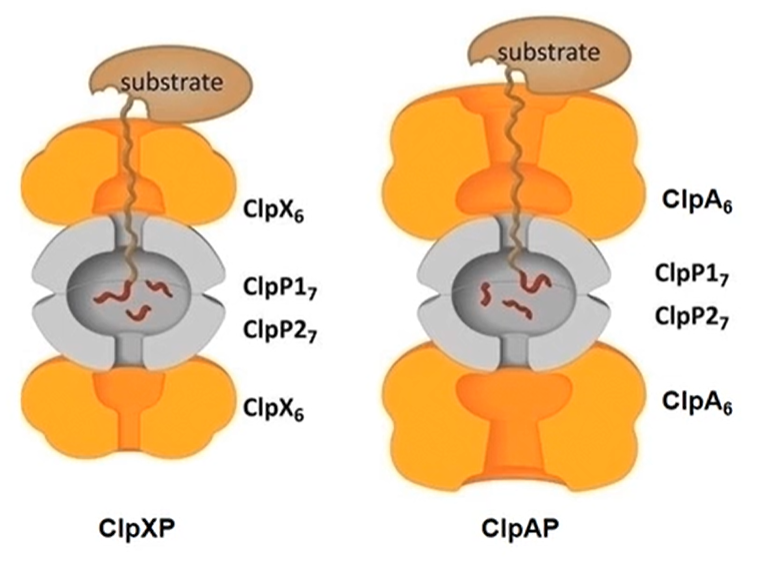 substrate
ClpX₆
ClpP1₇
ClpP2₇
ClpX₆
ClpXP
substrate
ClpA₆
ClpP1₇
ClpP2₇
ClpA₆
ClpAP